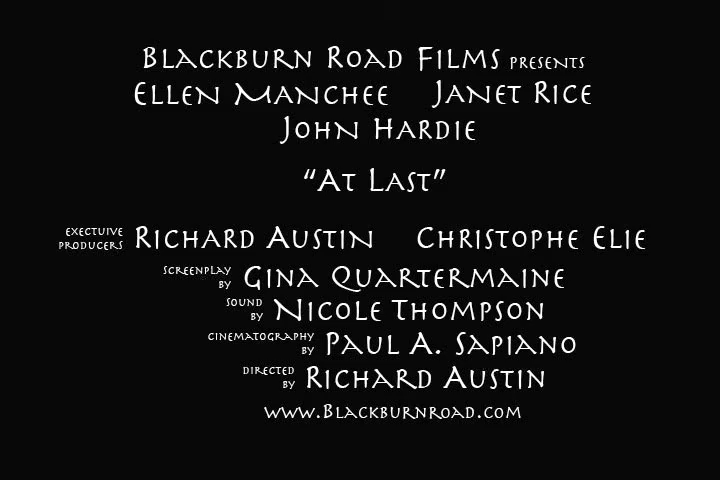 Blackburn Road Films presents
Ellen Manchee Janet Rice
John Hardie
“At Last”
exectuive producers Richard Austin Christophe Elie
screenplay by Gina Quartermaine
sound by Nicole Thompson
cinematography by Paul A. Sapiano
directed by Richard Austin
www.Blackburnroad.com